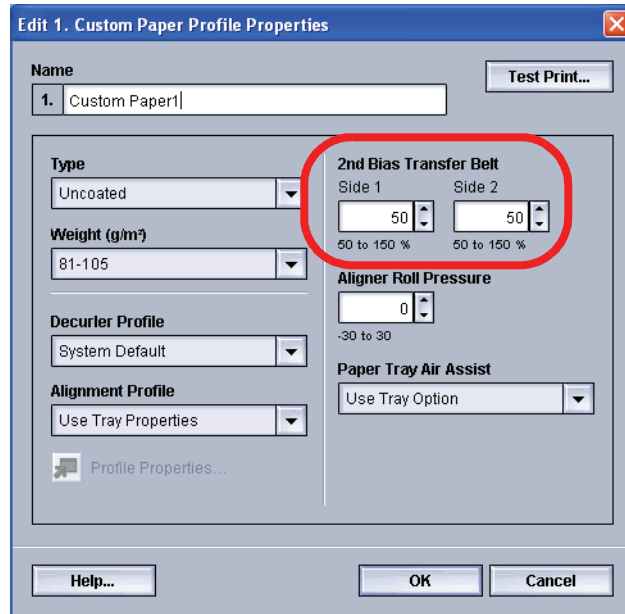 Edit 1. Custom Paper Profile Properties
Name
Test Print...
1. Custom Paper1
Type
Uncoated
Weight (g/m²)
81-105
Decurler Profile
System Default
Alignment Profile
Use Tray Properties
Profile Properties...
2nd Bias Transfer Belt
Side 1 Side 2
50 50
50 to 150 % 50 to 150 %
Aligner Roll Pressure
0
-30 to 30
Paper Tray Air Assist
Use Tray Option
Help... OK Cancel